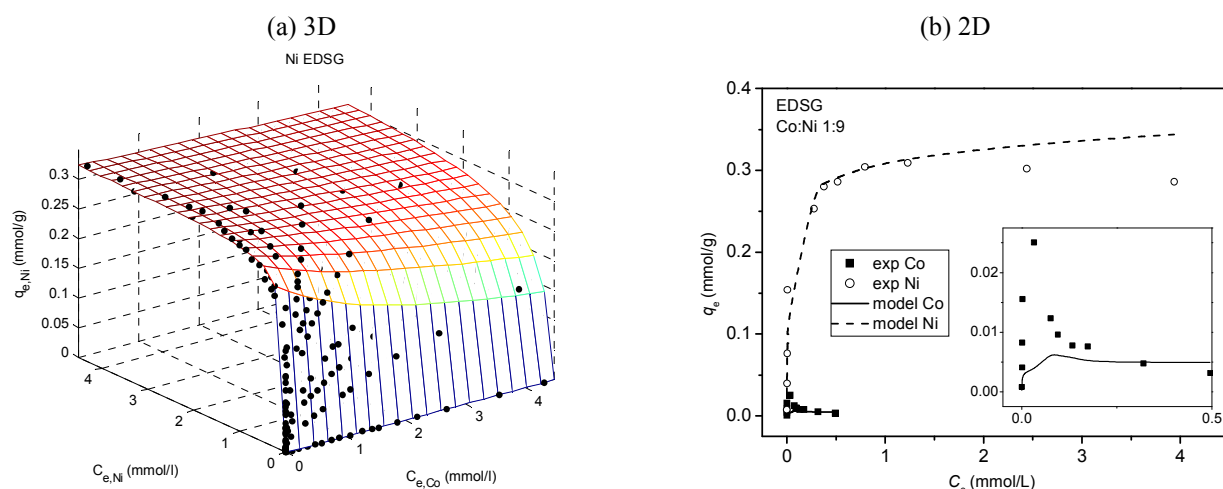 (a) 3D
Ni EDSG
0.3
0.25
0.2
0.15
0.1
0.05
0
q_e,Ni (mmol/g)
4
3
2
1
0
C_e,Ni (mmol/l)
0
1
2
3
4
C_e,Co (mmol/l)
(b) 2D
EDSG
Co:Ni 1:9
0.4
0.3
0.2
0.1
0.0
q_e (mmol/g)
exp Co
exp Ni
model Co
model Ni
0.02
0.01
0.00
0.0
0.5
0
1
2
3
4
C_e (mmol/L)